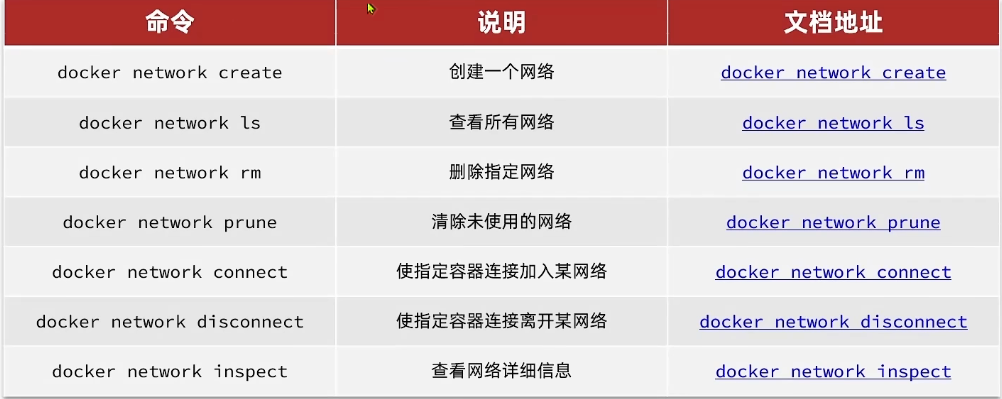 命令 说明 文档地址
docker network create 创建一个网络 docker network create
docker network ls 查看所有网络 docker network ls
docker network rm 删除指定网络 docker network rm
docker network prune 清除未使用的网络 docker network prune
docker network connect 使指定容器连接加入某网络 docker network connect
docker network disconnect 使指定容器连接离开某网络 docker network disconnect
docker network inspect 查看网络详细信息 docker network inspect